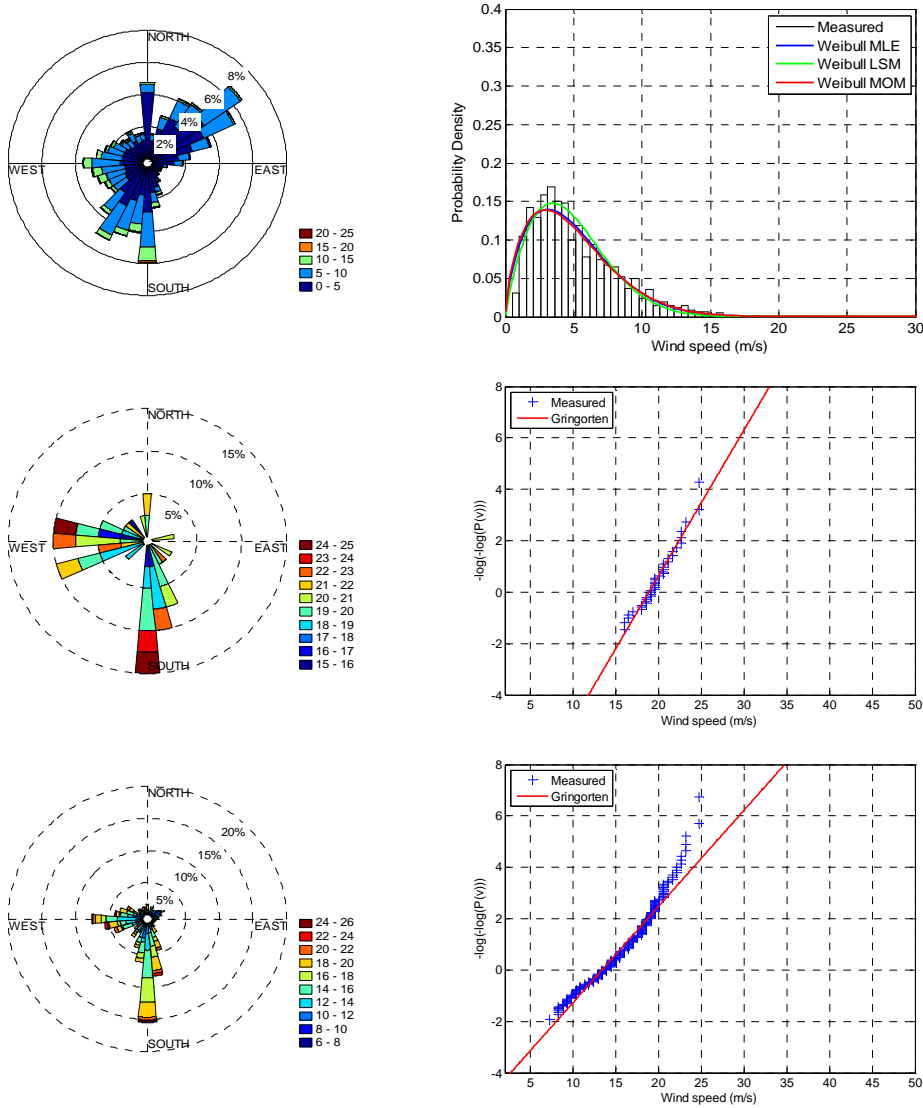 NORTH
8%
6%
4%
2%
WEST
EAST
SOUTH
20 - 25
15 - 20
10 - 15
5 - 10
0 - 5
0.4
0.35
0.3
0.25
0.2
0.15
0.1
0.05
0
Probability Density
Measured
Weibull MLE
Weibull LSM
Weibull MOM
0 5 10 15 20 25 30
Wind speed (m/s)
NORTH
15%
10%
5%
WEST
EAST
SOUTH
24 - 25
23 - 24
22 - 23
21 - 22
20 - 21
19 - 20
18 - 19
17 - 18
16 - 17
15 - 16
8
6
4
2
0
-2
-4
-log(-log(P(v)))
Measured
Gringorten
5 10 15 20 25 30 35 40 45 50
Wind speed (m/s)
NORTH
20%
15%
10%
5%
WEST
EAST
SOUTH
24 - 26
22 - 24
20 - 22
18 - 20
16 - 18
14 - 16
12 - 14
10 - 12
8 - 10
6 - 8
8
6
4
2
0
-2
-4
-log(-log(P(v)))
Measured
Gringorten
5 10 15 20 25 30 35 40 45 50
Wind speed (m/s)